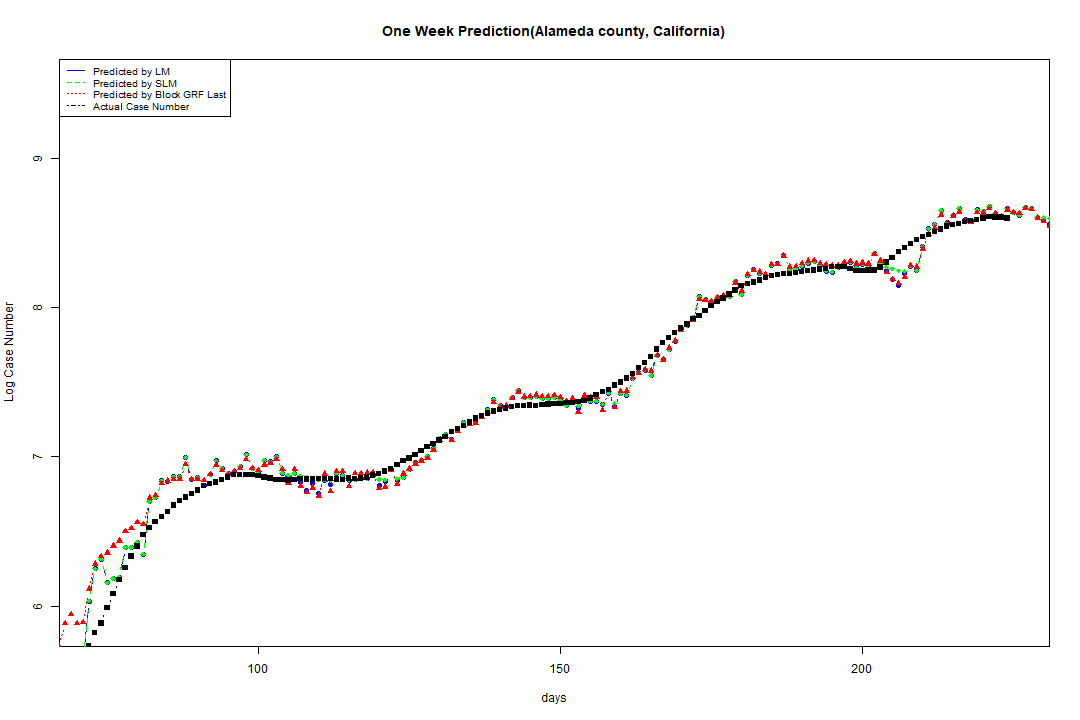 One Week Prediction(Alameda county, California)
Predicted by LM
Predicted by SLM
Predicted by Block GRF Last
Actual Case Number
9
8
7
6
Log Case Number
100 150 200
days